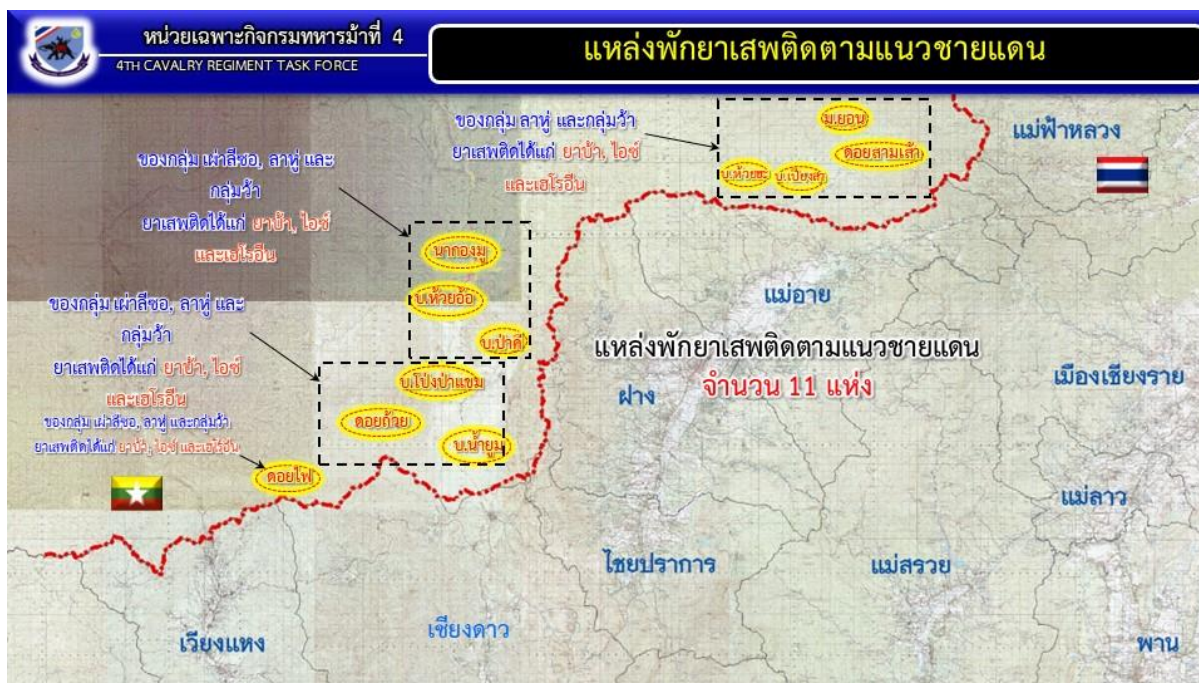 หน่วยเฉพาะกิจกรมทหารม้าที่ 4
4TH CAVALRY REGIMENT TASK FORCE
แหล่งพักยาเสพติดตามแนวชายแดน
ของกลุ่ม ลาหู่ และกลุ่มว้า
ยาเสพติดได้แก่ ยาบ้า, ไอซ์
และเฮโรอีน
ม.ยอน
ดอยสามเส้า
บ.ห้วยยะ
แม่ฟ้าหลวง
ของกลุ่ม เผ่าลีซอ, ลาหู่ และ
กลุ่มว้า
ยาเสพติดได้แก่ ยาบ้า, ไอซ์
และเฮโรอีน
นากองมู
บ.ห้วยอ้อ
บ.ป่าคี
แม่อาย
ของกลุ่ม เผ่าลีซอ, ลาหู่ และ
กลุ่มว้า
ยาเสพติดได้แก่ ยาบ้า, ไอซ์
และเฮโรอีน
บ.โป่งป่าแขม
ดอยถ้วย
บ.น้ำยูม
แหล่งพักยาเสพติดตามแนวชายแดน
จำนวน 11 แห่ง
ฝาง
เมืองเชียงราย
ของกลุ่ม เผ่าลีซอ, ลาหู่ และกลุ่มว้า
ยาเสพติดได้แก่ ยาบ้า, ไอซ์ และเฮโรอีน
ดอยไฟ
แม่ลาว
ไชยปราการ
แม่สรวย
เวียงแหง
เชียงดาว
พาน